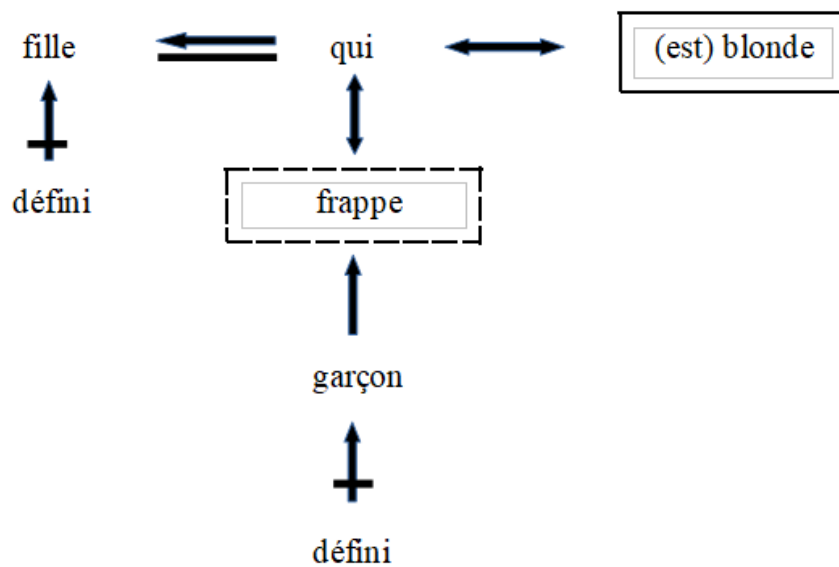 fille qui (est) blonde
défini frappe
garçon
défini